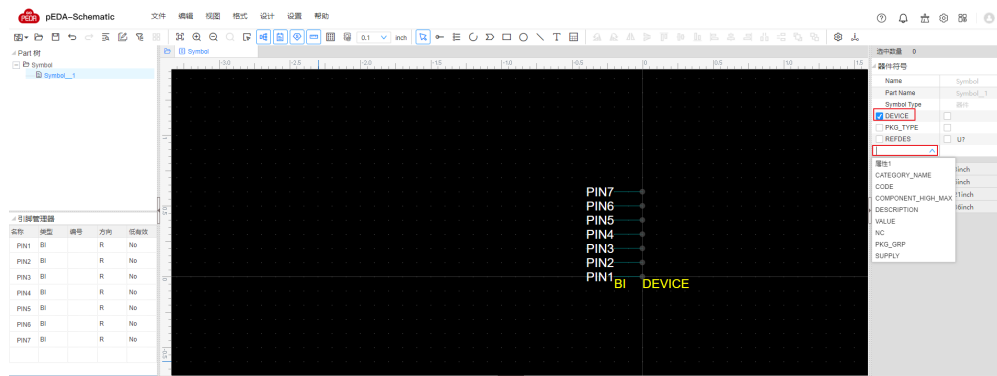 PEDA pEDA-Schematic 文件 编辑 视图 格式 设计 设置 帮助
0.1 inch
Part 树
Symbol
Symbol__1
Symbol
引脚管理器
名称 类型 编号 方向 低有效
PIN1 BI R No
PIN2 BI R No
PIN3 BI R No
PIN4 BI R No
PIN5 BI R No
PIN6 BI R No
PIN7 BI R No
PIN7
PIN6
PIN5
PIN4
PIN3
PIN2
PIN1
BI DEVICE
选中数量 0
器件符号
Name Symbol
Part Name Symbol__1
Symbol Type 器件
DEVICE
PKG_TYPE
REFDES U?
属性1
CATEGORY_NAME
CODE
COMPONENT_HIGH_MAX
DESCRIPTION
VALUE
NC
PKG_GRP
SUPPLY